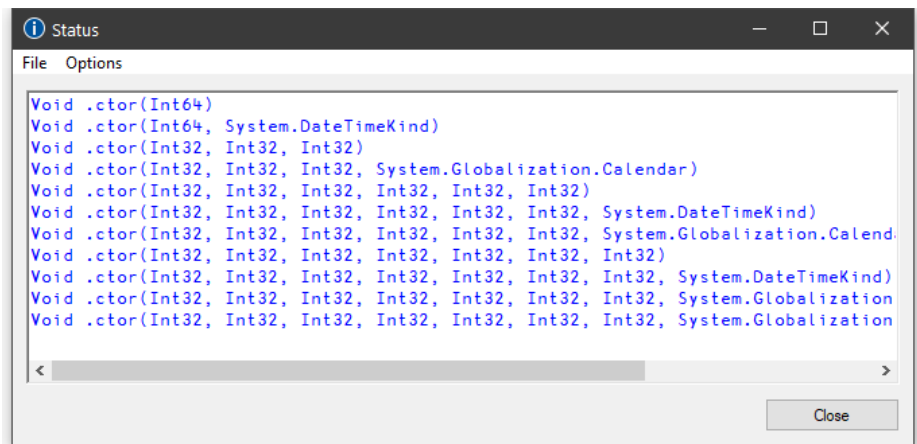 Status
File Options
Void .ctor(Int64)
Void .ctor(Int64, System.DateTimeKind)
Void .ctor(Int32, Int32, Int32)
Void .ctor(Int32, Int32, Int32, System.Globalization.Calendar)
Void .ctor(Int32, Int32, Int32, Int32, Int32, Int32)
Void .ctor(Int32, Int32, Int32, Int32, Int32, Int32, System.DateTimeKind)
Void .ctor(Int32, Int32, Int32, Int32, Int32, Int32, System.Globalization.Calend
Void .ctor(Int32, Int32, Int32, Int32, Int32, Int32, Int32)
Void .ctor(Int32, Int32, Int32, Int32, Int32, Int32, Int32, System.DateTimeKind)
Void .ctor(Int32, Int32, Int32, Int32, Int32, Int32, Int32, System.Globalization
Void .ctor(Int32, Int32, Int32, Int32, Int32, Int32, Int32, System.Globalization
Close